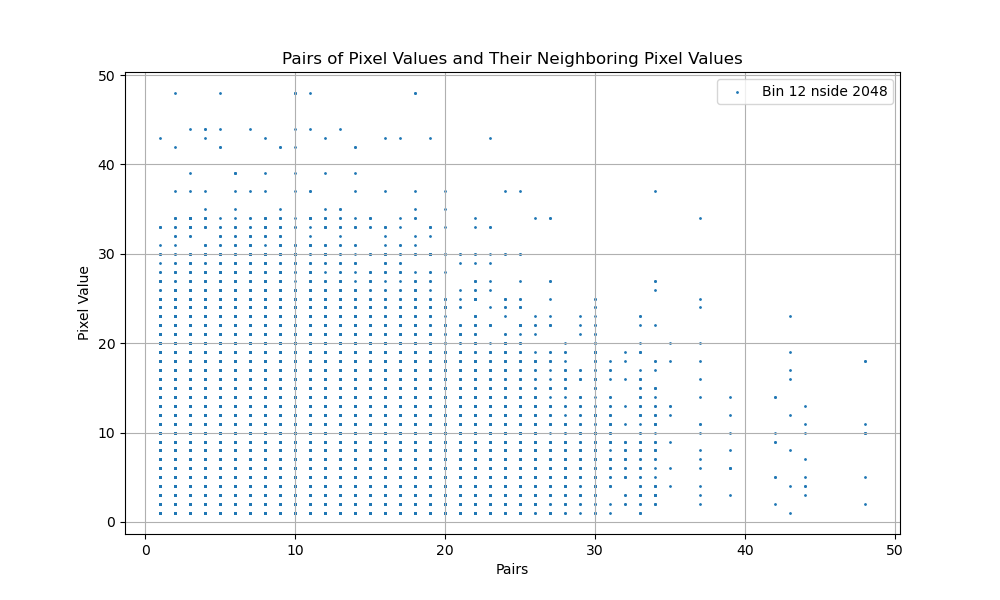 Pairs of Pixel Values and Their Neighboring Pixel Values
Bin 12 nside 2048
50
40
30
20
10
0
Pixel Value
0 10 20 30 40 50
Pairs